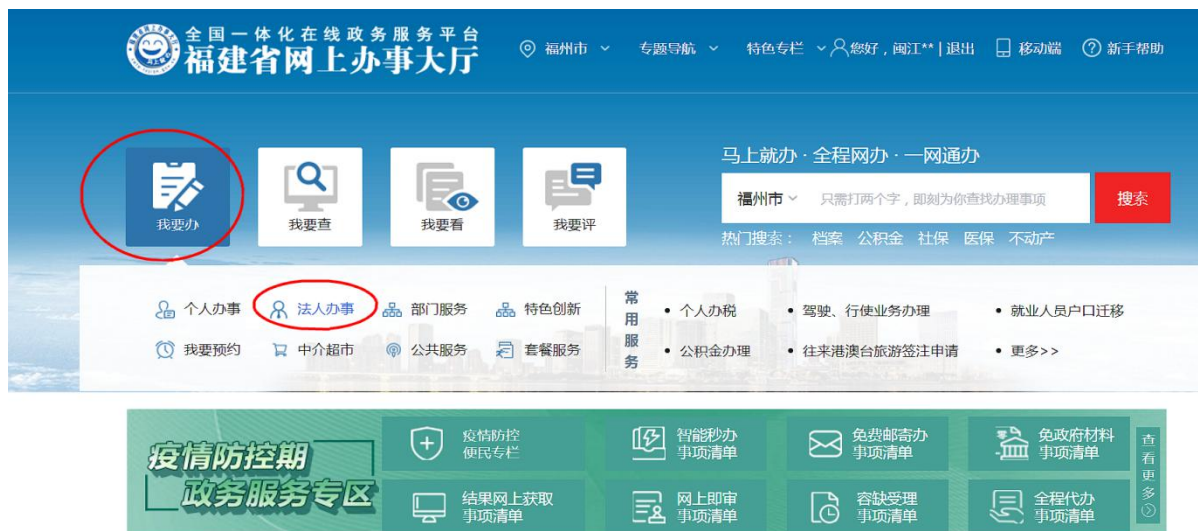 全国一体化在线政务服务平台
福建省网上办事大厅
福州市 专题导航 特色专栏 您好，闽江** | 退出 移动端 新手帮助
我要办 我要查 我要看 我要评
马上就办 · 全程网办 · 一网通办
福州市 只需打两个字，即刻为你查找办理事项 搜索
热门搜索： 档案 公积金 社保 医保 不动产
个人办事 法人办事 部门服务 特色创新
我要预约 中介超市 公共服务 套餐服务
常用服务
• 个人办税 • 驾驶、行使业务办理 • 就业人员户口迁移
• 公积金办理 • 往来港澳台旅游签注申请 • 更多>>
疫情防控期
政务服务专区
疫情防控
便民专栏
智能秒办
事项清单
免费邮寄办
事项清单
免政府材料
事项清单
结果网上获取
事项清单
网上即审
事项清单
容缺受理
事项清单
全程代办
事项清单
查看更多